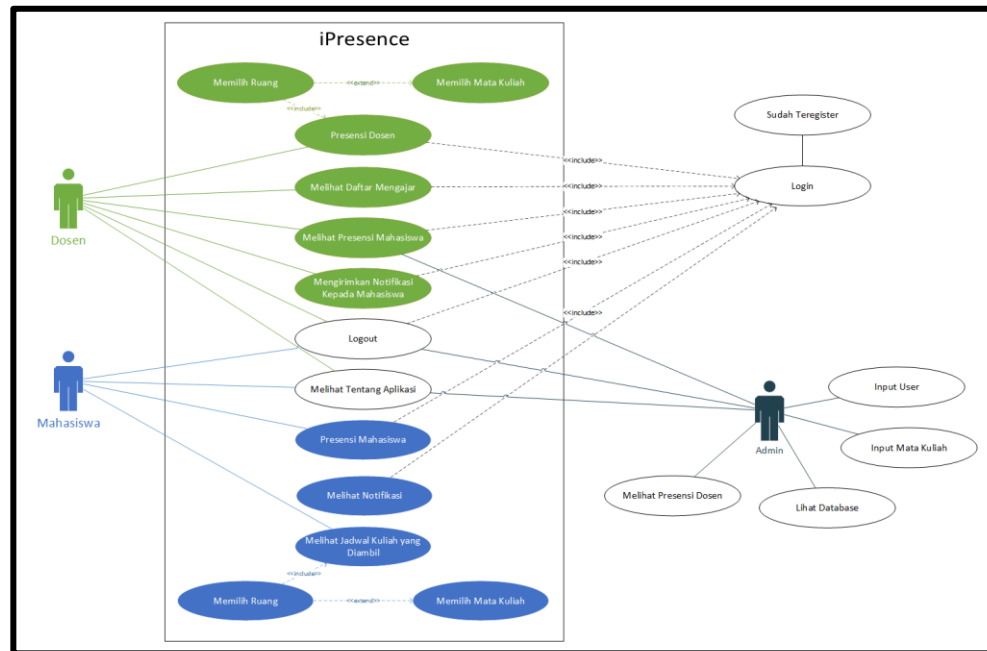 iPresence
Memilih Ruang
<<extend>>
Memilih Mata Kuliah
<<include>>
Presensi Dosen
Sudah Teregister
<<include>>
Melihat Daftar Mengajar
<<include>>
Login
Dosen
<<include>>
Melihat Presensi Mahasiswa
<<include>>
<<include>>
Mengirimkan Notifikasi
Kepada Mahasiswa
<<include>>
Logout
Mahasiswa
Melihat Tentang Aplikasi
Input User
Presensi Mahasiswa
Admin
Input Mata Kuliah
Melihat Notifikasi
Melihat Presensi Dosen
Lihat Database
Melihat Jadwal Kuliah yang
Diambil
<<include>>
Memilih Ruang
<<extend>>
Memilih Mata Kuliah